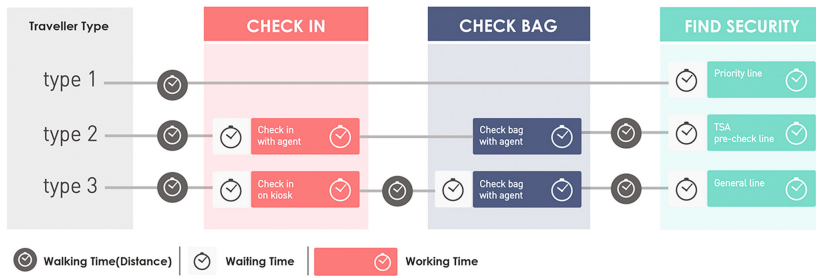 Traveller Type
CHECK IN
CHECK BAG
FIND SECURITY
type 1
Priority line
type 2
Check in
with agent
Check bag
with agent
TSA
pre-check line
type 3
Check in
on kiosk
Check bag
with agent
General line
Walking Time(Distance)
Waiting Time
Working Time